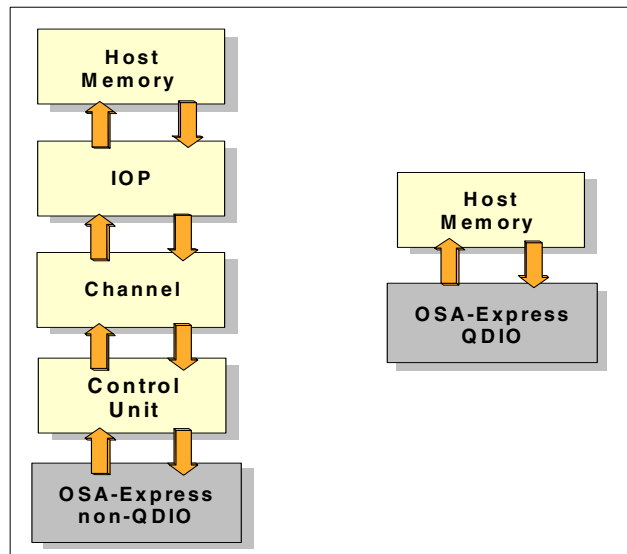 Host
Memory
IOP
Channel
Control
Unit
OSA-Express
non-QDIO
Host
Memory
OSA-Express
QDIO